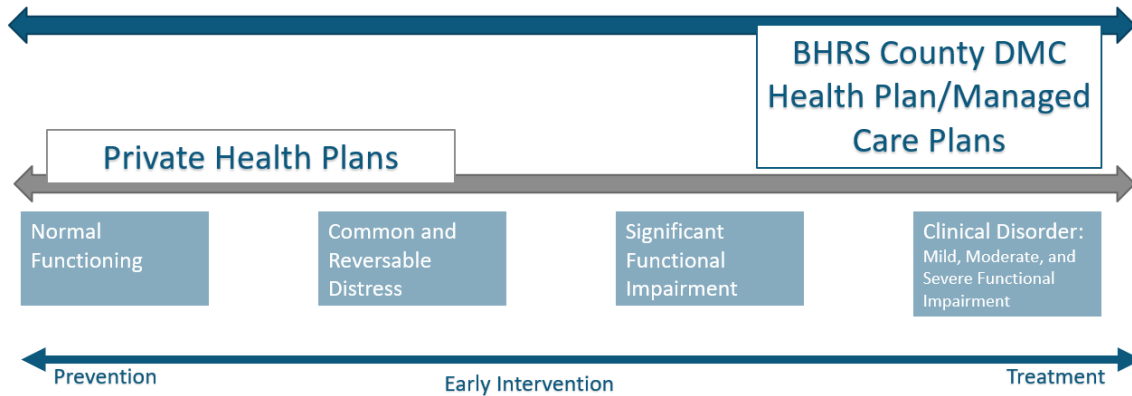 BHRS County DMC
Health Plan/Managed
Care Plans
Private Health Plans
Normal
Functioning
Common and
Reversable
Distress
Significant
Functional
Impairment
Clinical Disorder:
Mild, Moderate, and
Severe Functional
Impairment
Prevention
Early Intervention
Treatment